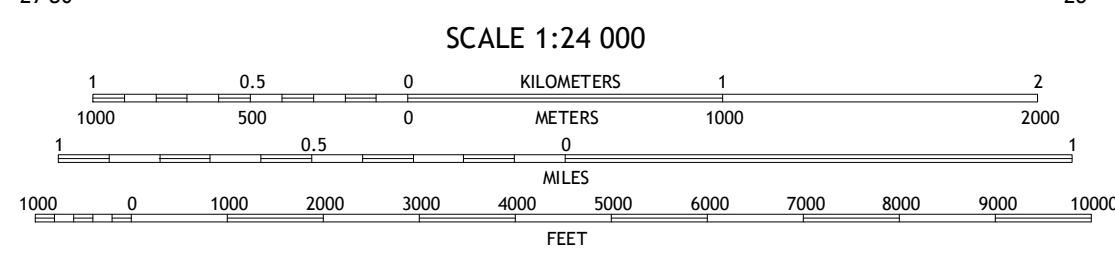 SCALE 1:24 000
1 0.5 0 KILOMETERS 1 2
1000 500 0 METERS 1000 2000
1 0.5 0 1
MILES
1000 0 1000 2000 3000 4000 5000 6000 7000 8000 9000 10000
FEET